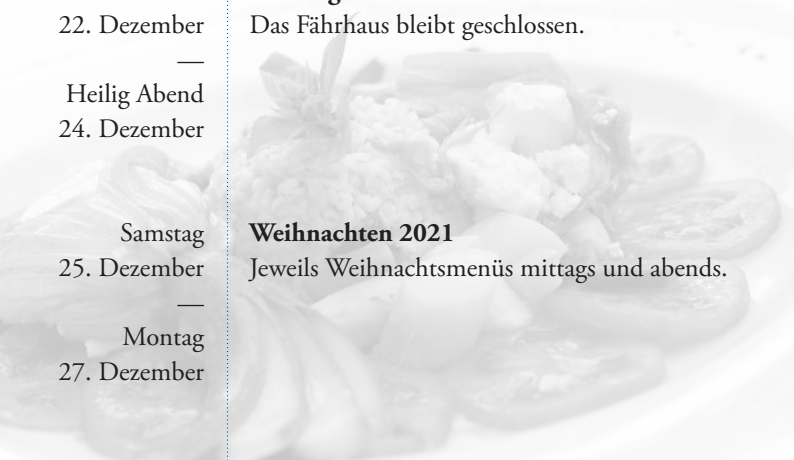 22. Dezember
Das Fährhaus bleibt geschlossen.
—
Heilig Abend
24. Dezember
Samstag
Weihnachten 2021
25. Dezember
Jeweils Weihnachtsmenüs mittags und abends.
—
Montag
27. Dezember